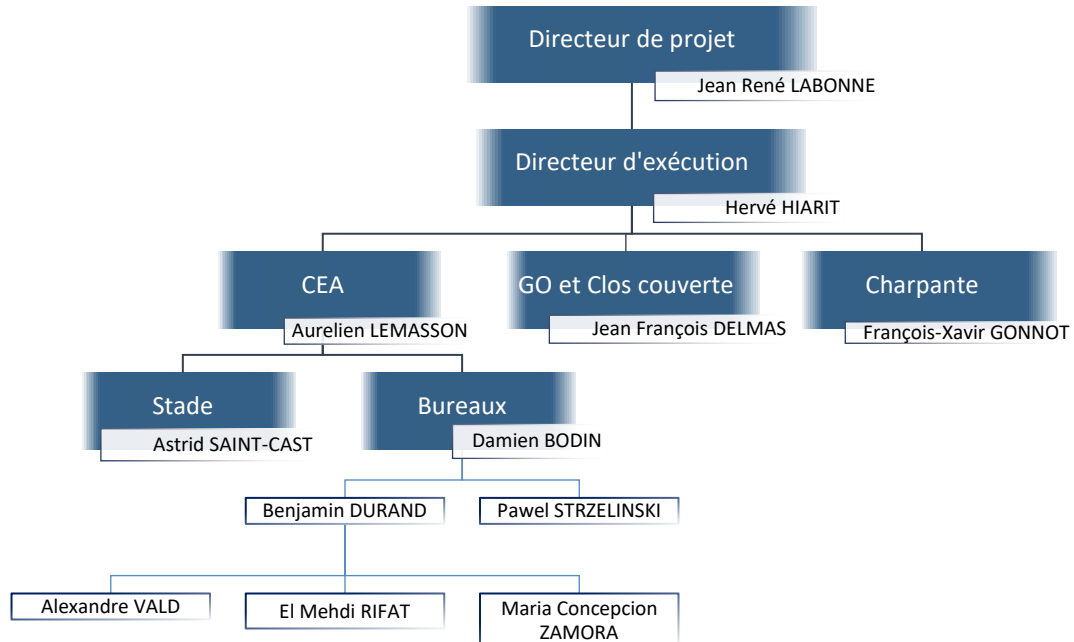 Directeur de projet
Jean René LABONNE
Directeur d'exécution
Hervé HIARIT
CEA
Aurelien LEMASSON
GO et Clos couverte
Jean François DELMAS
Charpante
François-Xavir GONNOT
Stade
Astrid SAINT-CAST
Bureaux
Damien BODIN
Benjamin DURAND
Pawel STRZELINSKI
Alexandre VALD
El Mehdi RIFAT
Maria Concepcion
ZAMORA